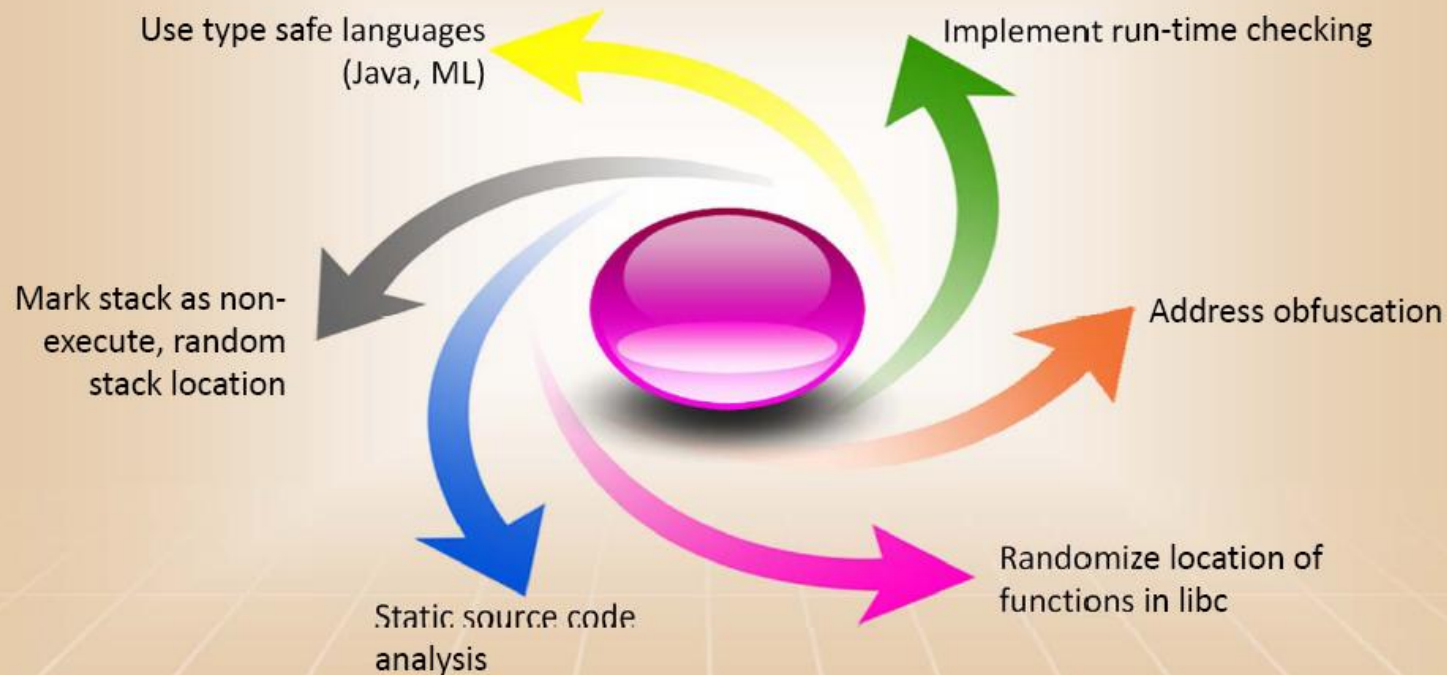 Use type safe languages
(Java, ML)
Implement run-time checking
Mark stack as non-
execute, random
stack location
Address obfuscation
Static source code
analysis
Randomize location of
functions in libc